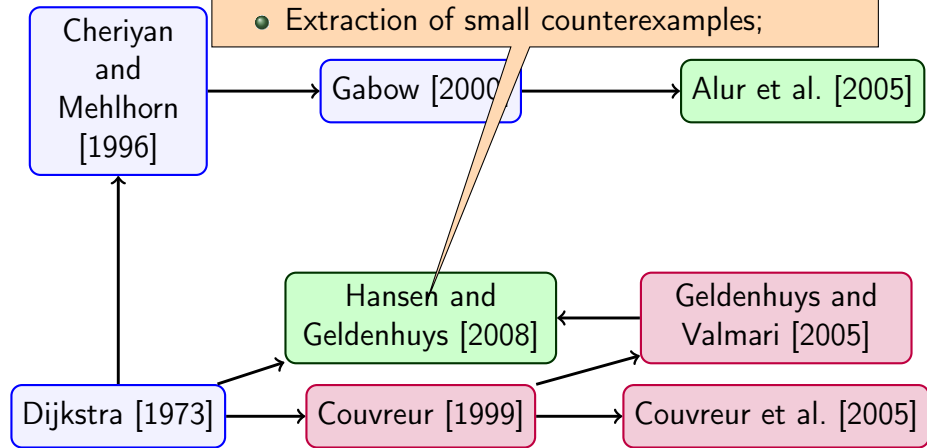 Extraction of small counterexamples;
Cheriyan
and
Mehlhorn
[1996]
Gabow [2000]
Alur et al. [2005]
Hansen and
Geldenhuys [2008]
Geldenhuys and
Valmari [2005]
Dijkstra [1973]
Couvreur [1999]
Couvreur et al. [2005]